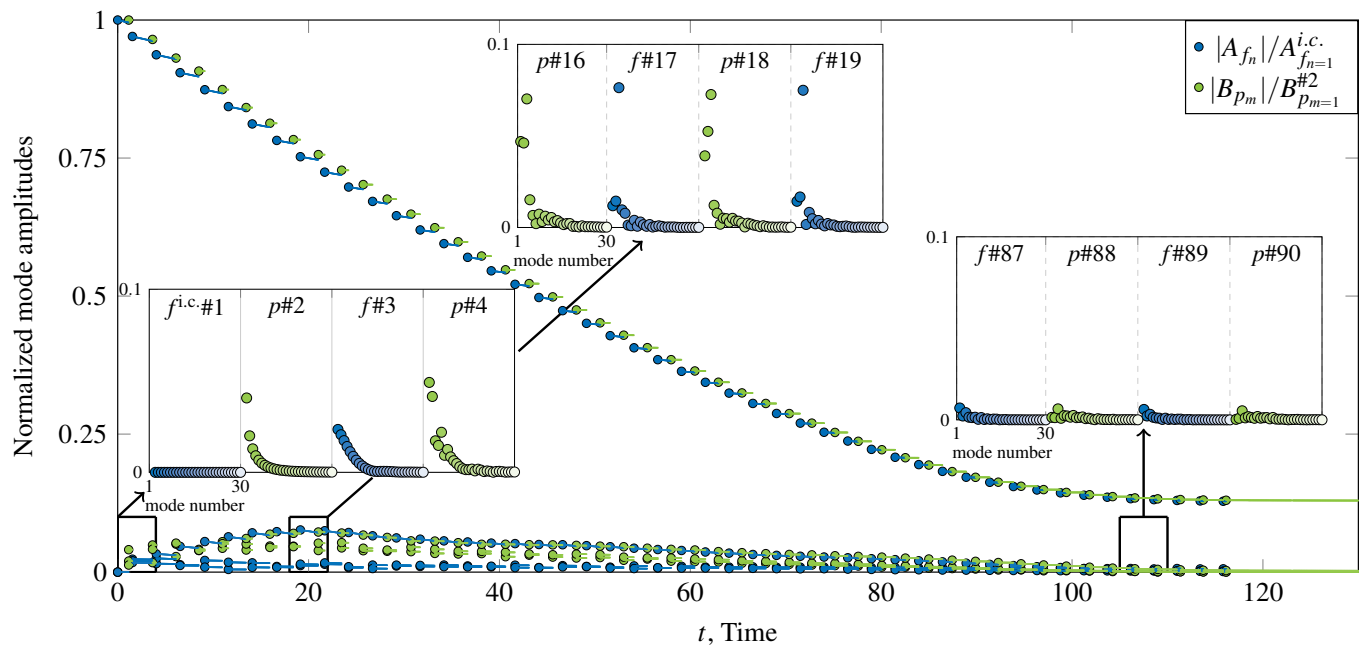 Normalized mode amplitudes
1
0.75
0.5
0.25
0
0 20 40 60 80 100 120
t, Time
|A_{f_n}|/A^{i.c.}_{f_{n=1}}
|B_{p_m}|/B^{#2}_{p_{m=1}}
0.1
p#16 f#17 p#18 f#19
0
1 30
mode number
0.1
f^{i.c.}#1 p#2 f#3 p#4
0
1 30
mode number
0.1
f#87 p#88 f#89 p#90
0
1 30
mode number